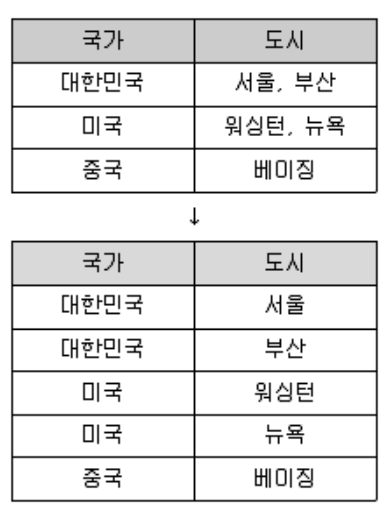 국가 도시
대한민국 서울, 부산
미국 워싱턴, 뉴욕
중국 베이징
↓
국가 도시
대한민국 서울
대한민국 부산
미국 워싱턴
미국 뉴욕
중국 베이징